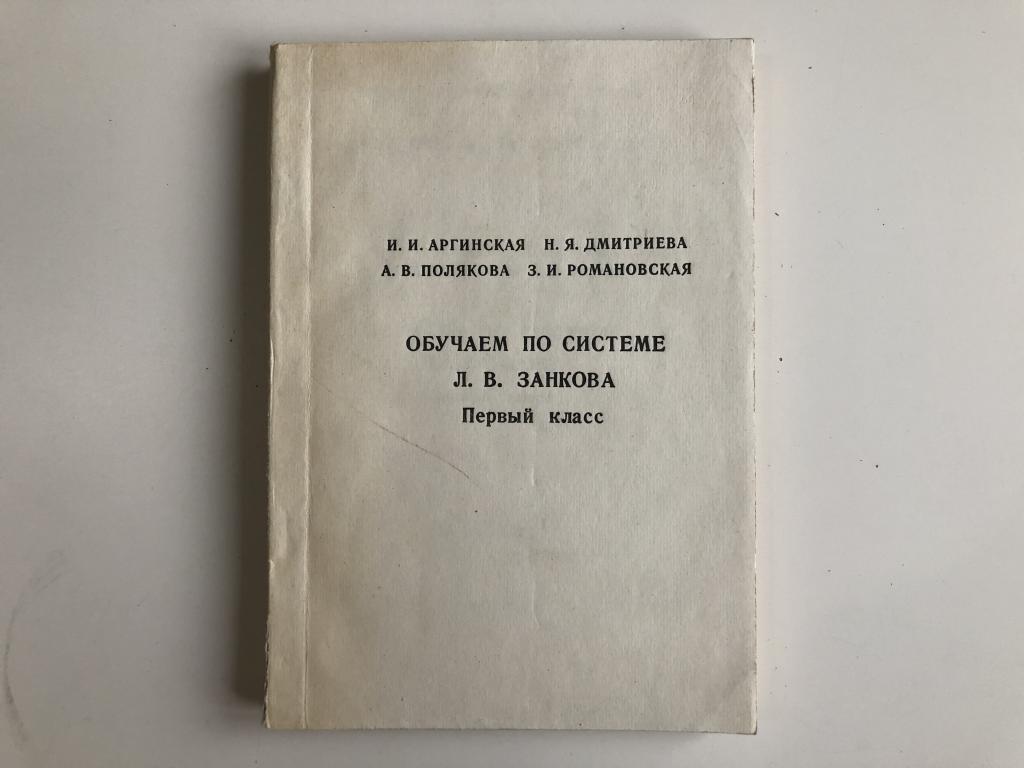 И. И. АРГИНСКАЯ Н. Я. ДМИТРИЕВА
А. В. ПОЛЯКОВА З. И. РОМАНОВСКАЯ
ОБУЧАЕМ ПО СИСТЕМЕ
Л. В. ЗАНКОВА
Первый класс